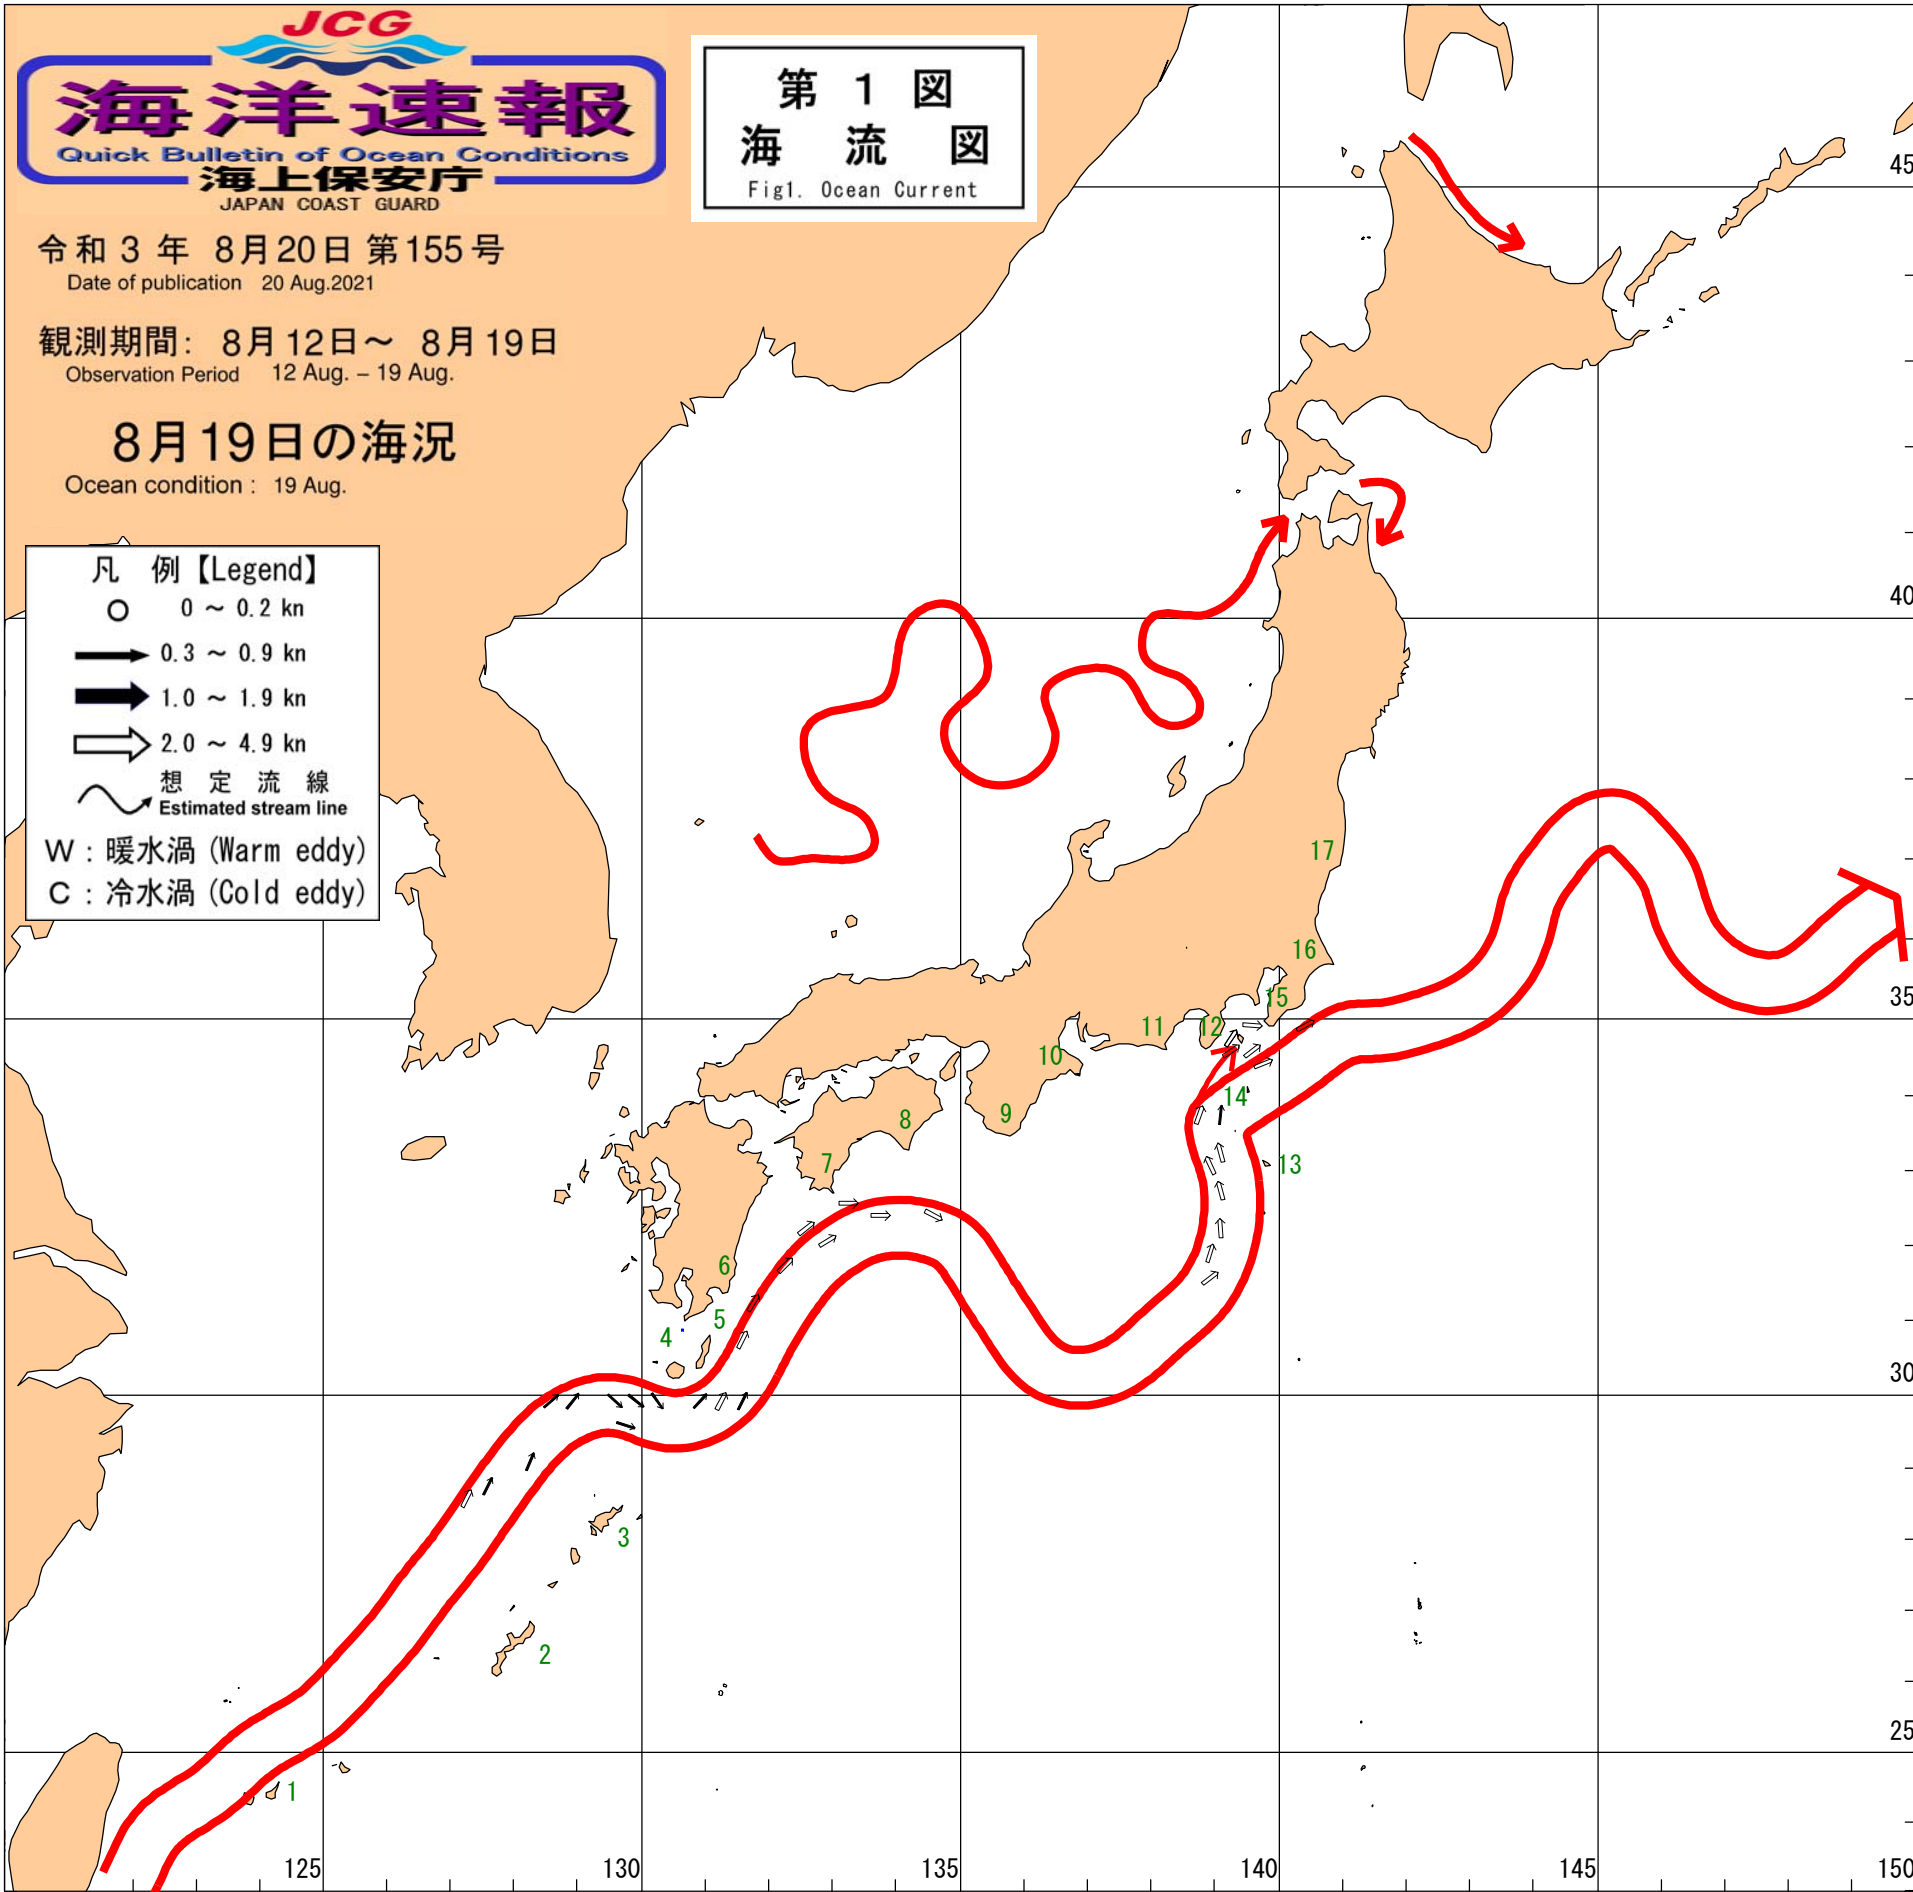 JCG
海洋速報
Quick Bulletin of Ocean Conditions
海上保安庁
JAPAN COAST GUARD
第 1 図
海 流 図
Fig1. Ocean Current
令和 3 年 8月20日 第155号
Date of publication 20 Aug.2021
観測期間: 8月12日～ 8月19日
Observation Period 12 Aug. – 19 Aug.
8月19日の海況
Ocean condition : 19 Aug.
凡 例【Legend】
0 ～ 0.2 kn
0.3 ～ 0.9 kn
1.0 ～ 1.9 kn
2.0 ～ 4.9 kn
想 定 流 線
Estimated stream line
W : 暖水渦 (Warm eddy)
C : 冷水渦 (Cold eddy)
45
40
35
30
25
17
16
15
12
11
10
14
9
8
7
13
6
5
4
3
2
1
125
130
135
140
145
150